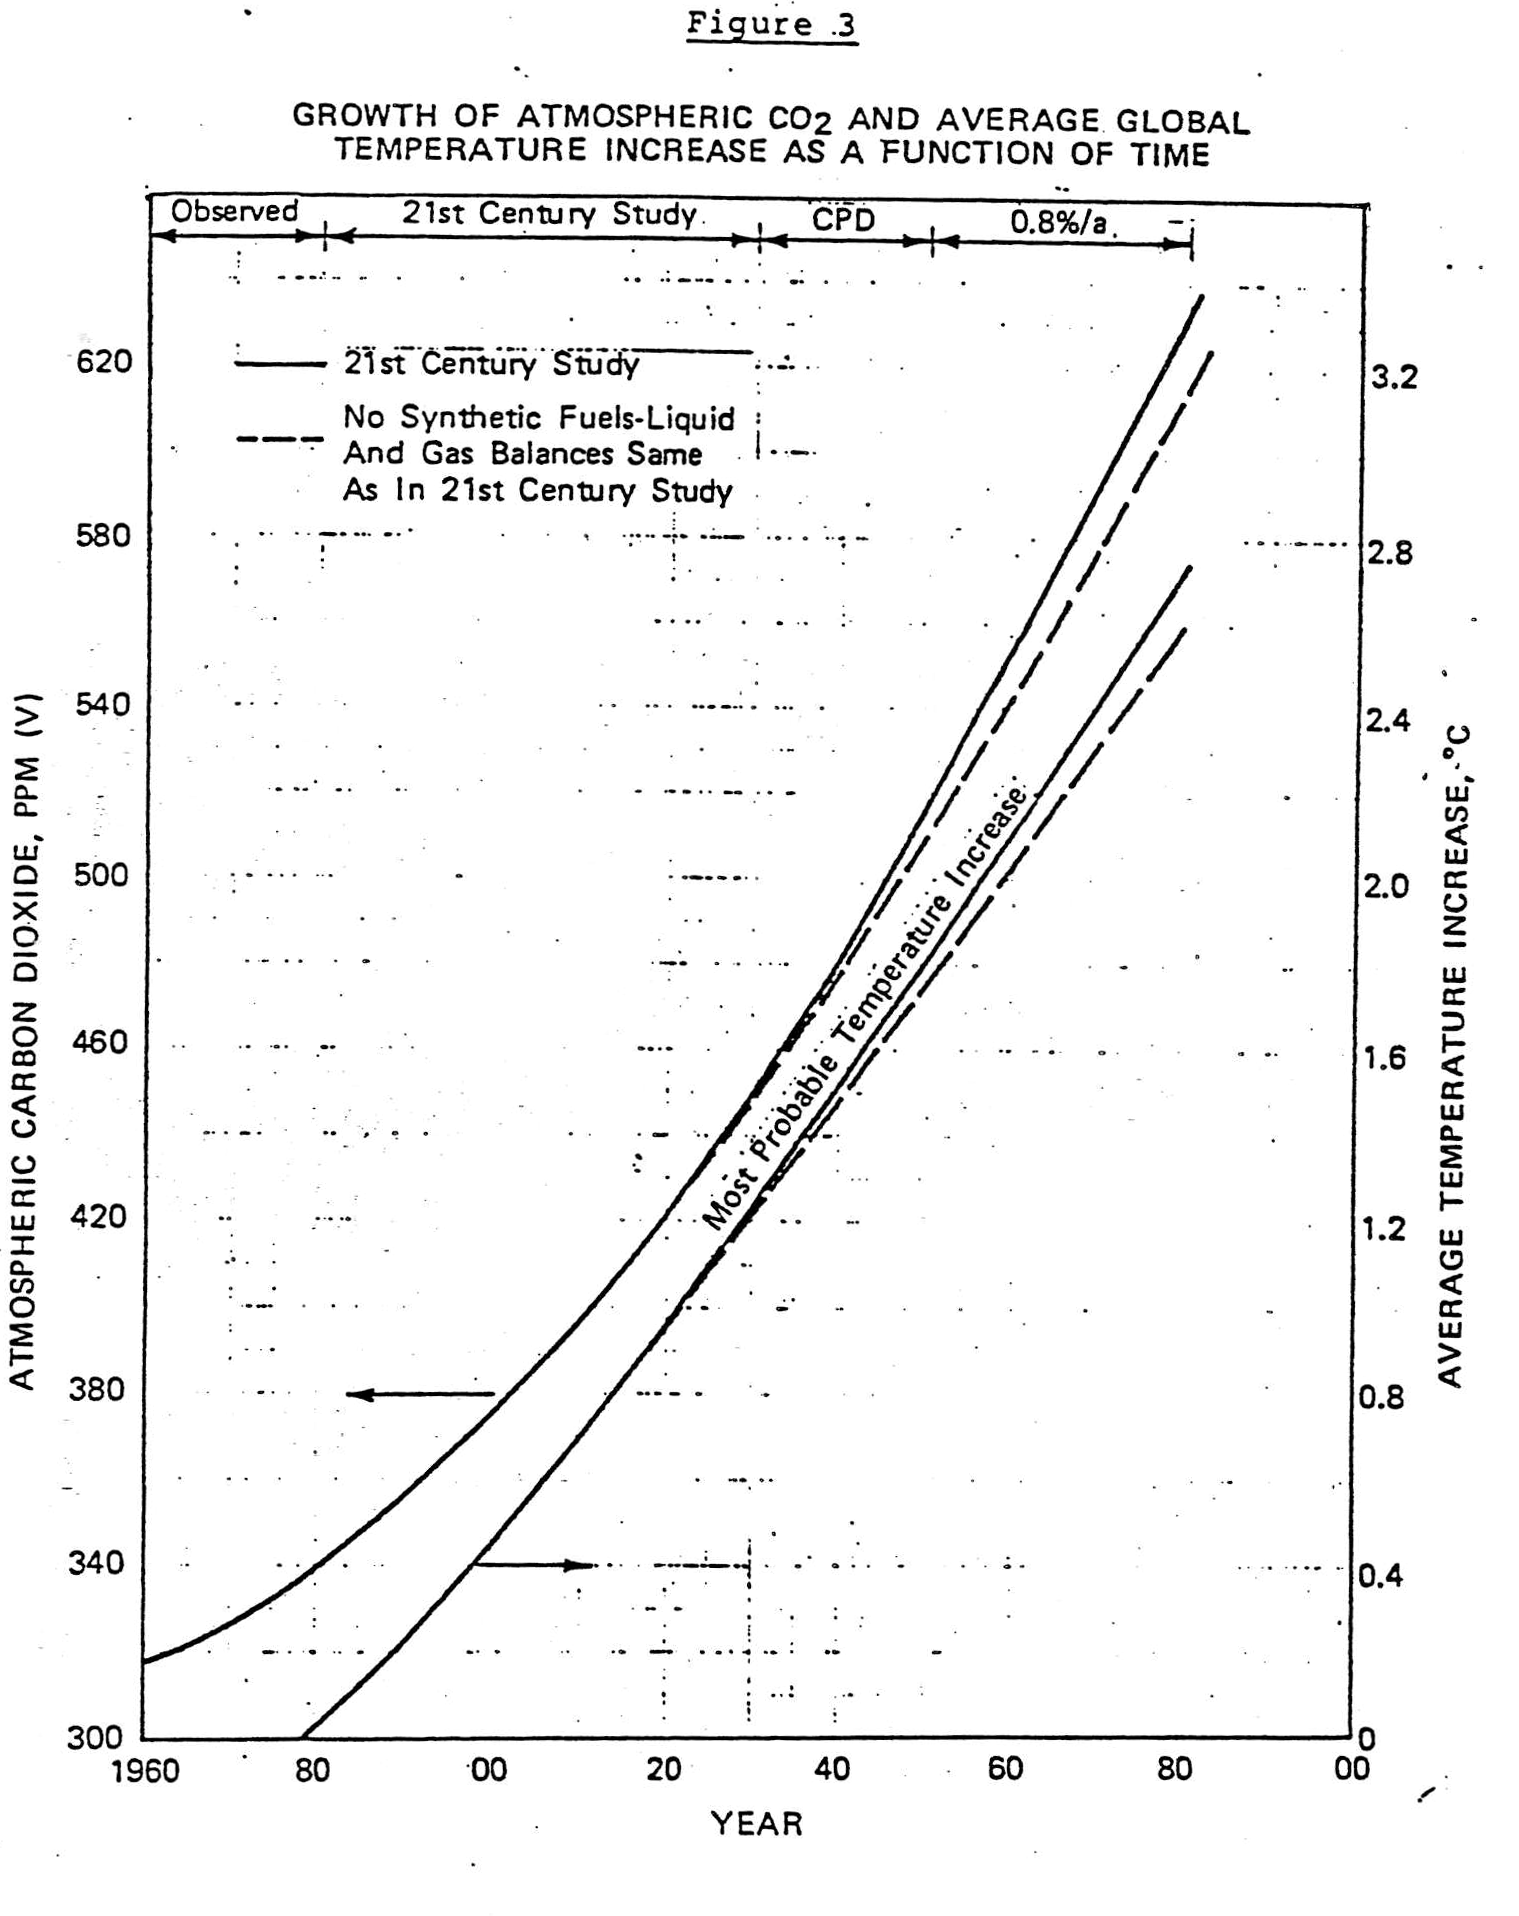 Figure 3
GROWTH OF ATMOSPHERIC CO2 AND AVERAGE GLOBAL
TEMPERATURE INCREASE AS A FUNCTION OF TIME
Observed 21st Century Study CPD 0.8%/a
21st Century Study
No Synthetic Fuels-Liquid
And Gas Balances Same
As In 21st Century Study
ATMOSPHERIC CARBON DIOXIDE, PPM (V)
620
580
540
500
460
420
380
340
300
Most Probable Temperature Increase
3.2
2.8
2.4
2.0
1.6
1.2
0.8
0.4
0
AVERAGE TEMPERATURE INCREASE, °C
1960 80 00 20 40 60 80 00
YEAR